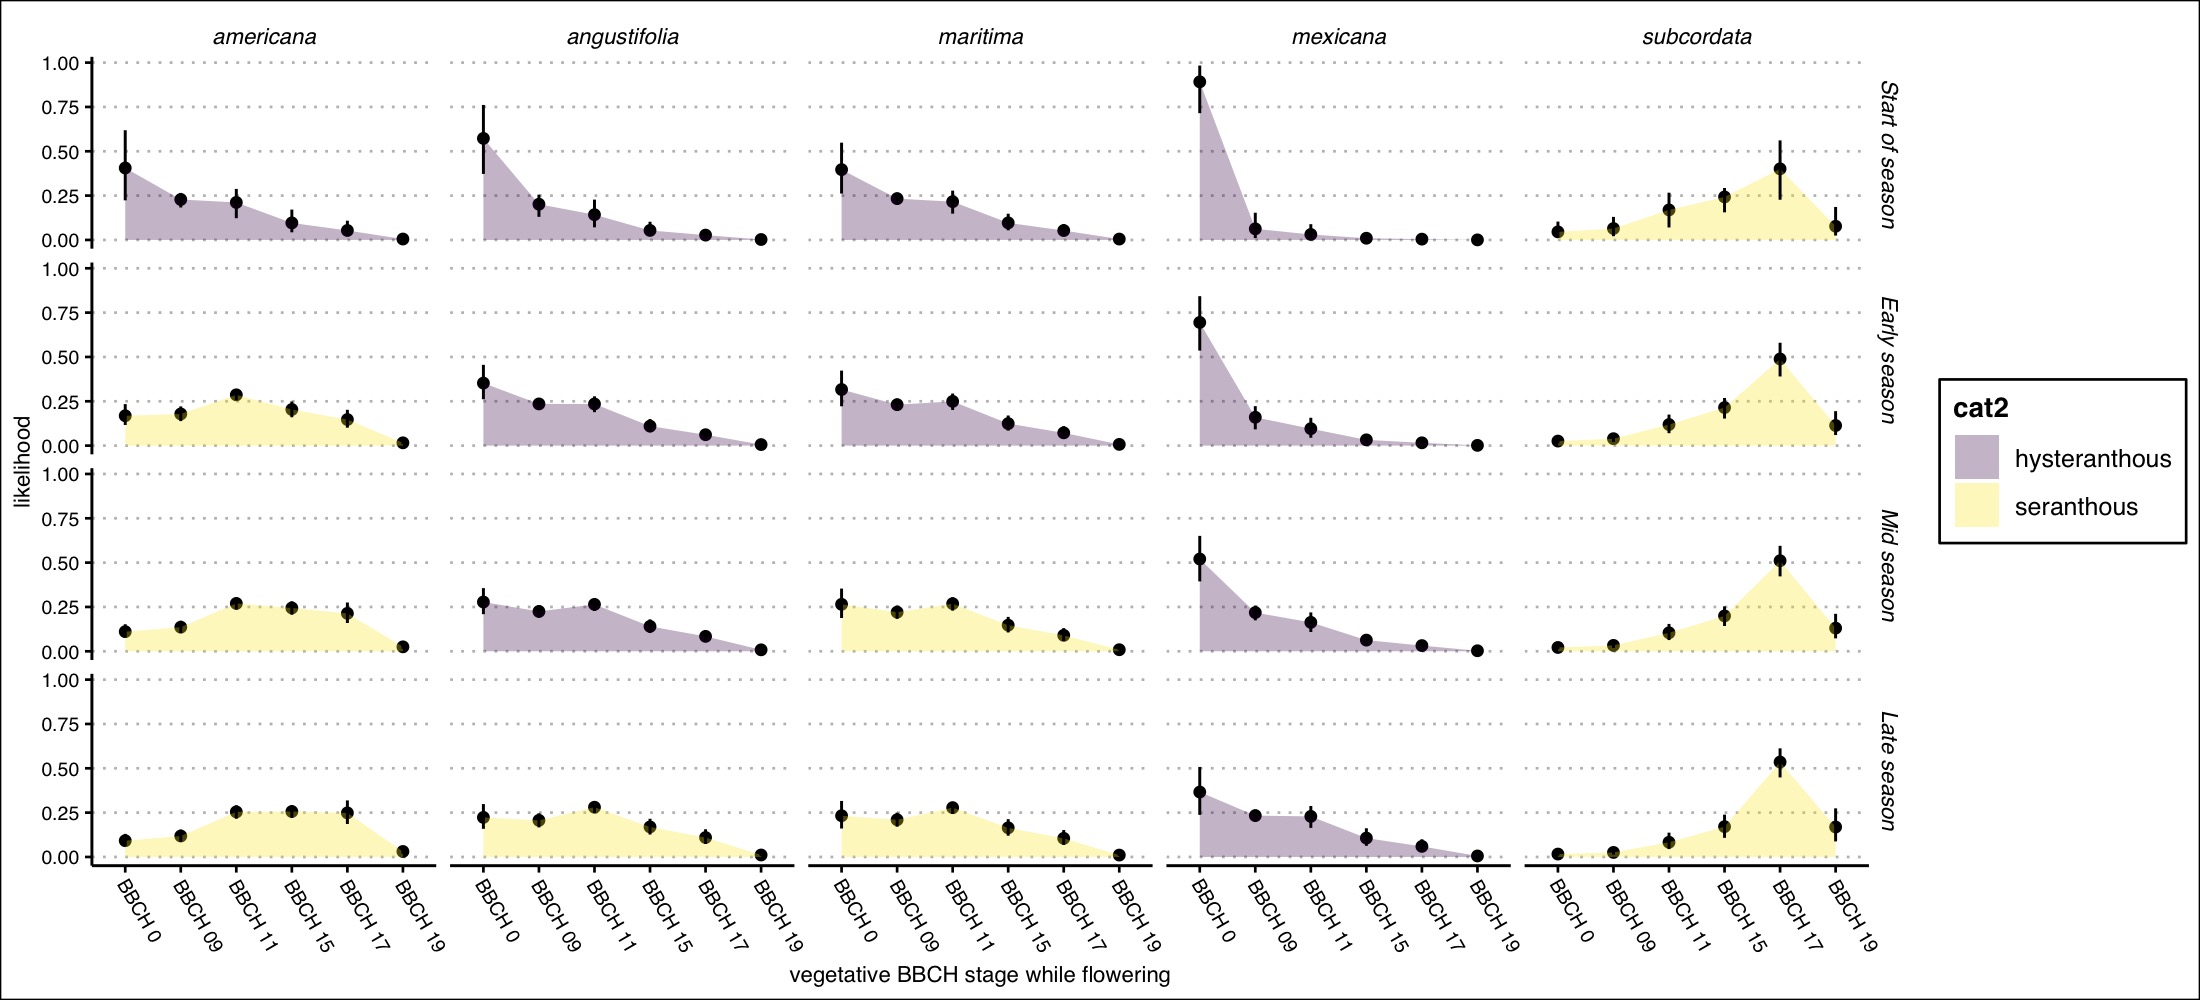 americana angustifolia maritima mexicana subcordata
1.00
0.75
0.50
0.25
0.00
Start of season
1.00
0.75
0.50
0.25
0.00
Early season
1.00
0.75
0.50
0.25
0.00
Mid season
1.00
0.75
0.50
0.25
0.00
Late season
likelihood
BBCH 0 BBCH 09 BBCH 11 BBCH 15 BBCH 17 BBCH 19 BBCH 0 BBCH 09 BBCH 11 BBCH 15 BBCH 17 BBCH 19 BBCH 0 BBCH 09 BBCH 11 BBCH 15 BBCH 17 BBCH 19 BBCH 0 BBCH 09 BBCH 11 BBCH 15 BBCH 17 BBCH 19 BBCH 0 BBCH 09 BBCH 11 BBCH 15 BBCH 17 BBCH 19
vegetative BBCH stage while flowering
cat2
hysteranthous
seranthous